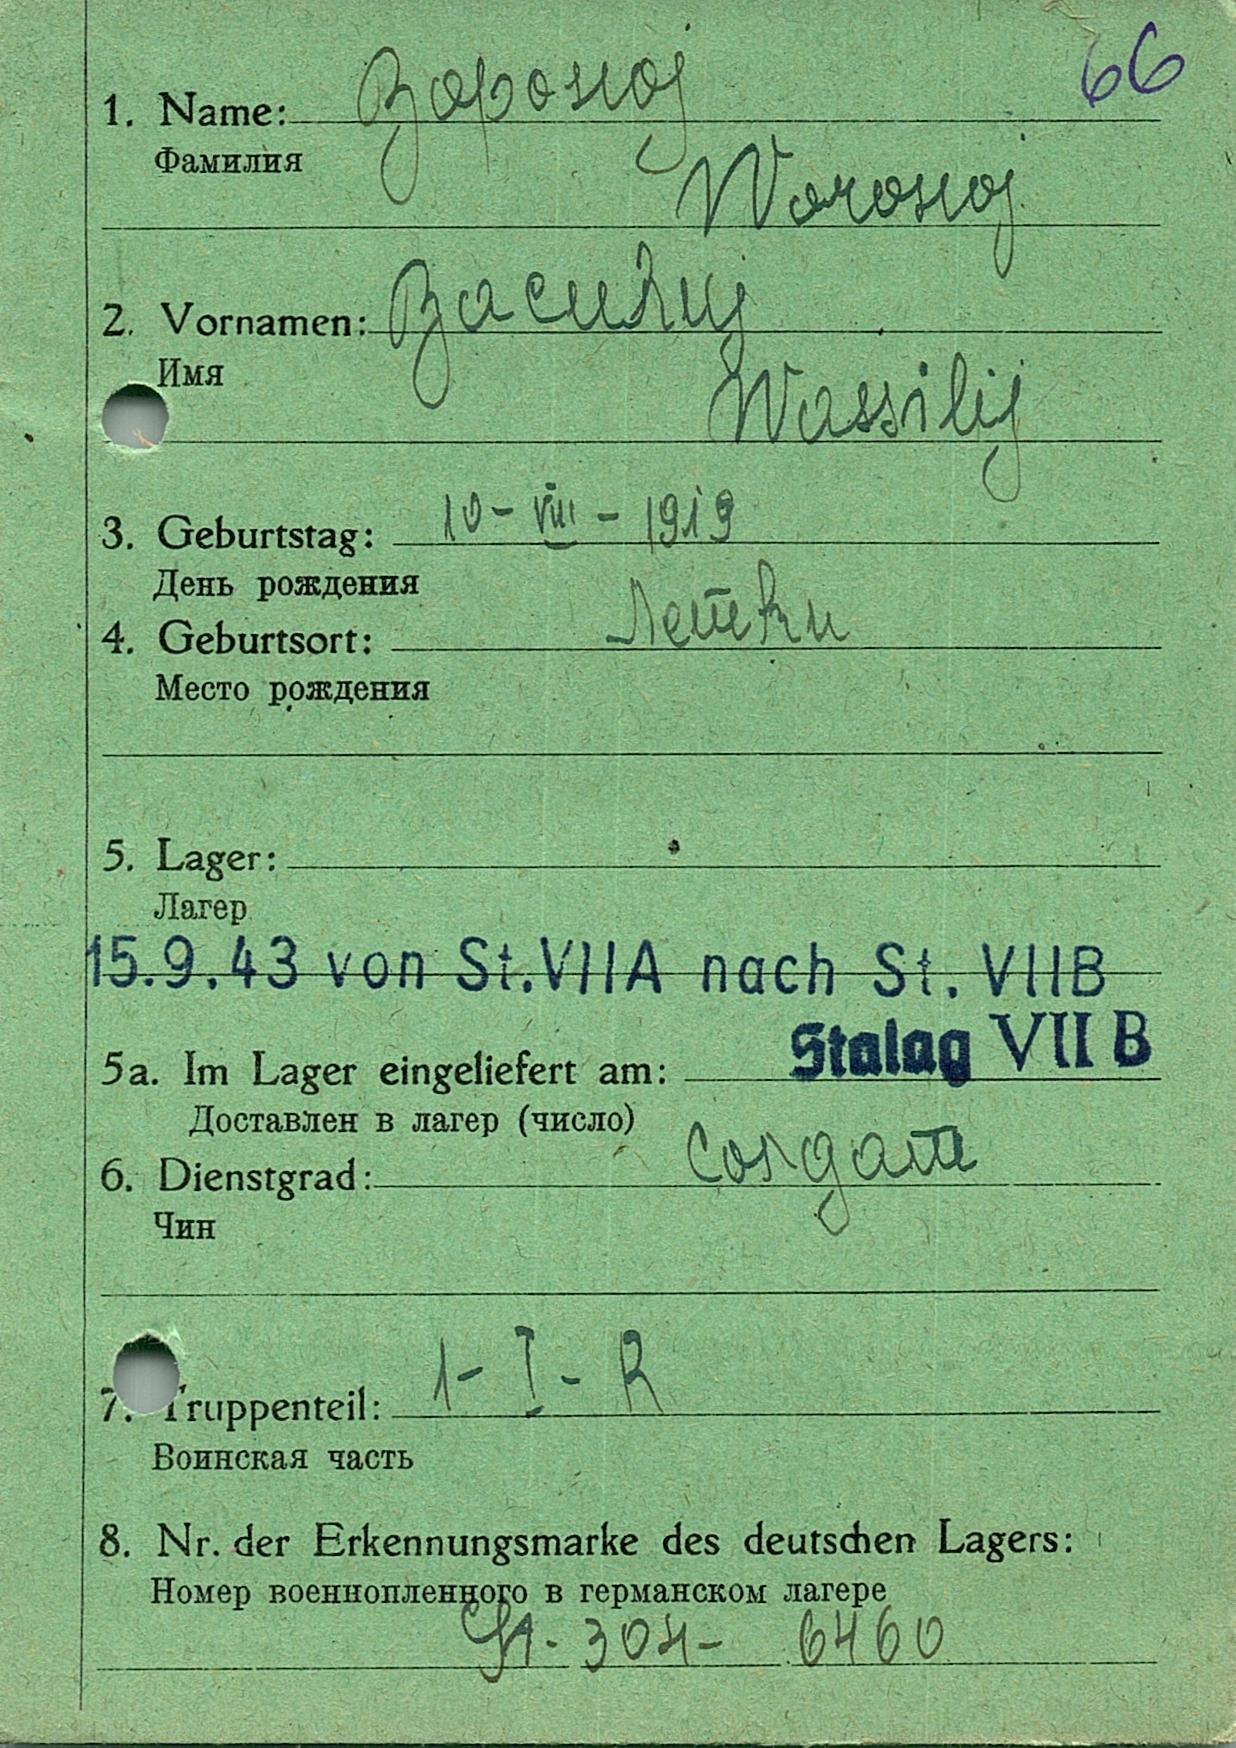 66
1. Name: Вороной
Фамилия
Woronoj
2. Vornamen: Василий
Имя
Wassilij
3. Geburtstag: 10-VIII-1919
День рождения
4. Geburtsort: Летки
Место рождения
5. Lager:
Лагер
15.9.43 von St.VIIA nach St. VIIB
Stalag VII B
5a. Im Lager eingeliefert am:
Доставлен в лагер (число)
6. Dienstgrad: солдат
Чин
7. Truppenteil: 1- I - R
Воинская часть
8. Nr. der Erkennungsmarke des deutschen Lagers:
Номер военнопленного в германском лагере
St. 304- 6460